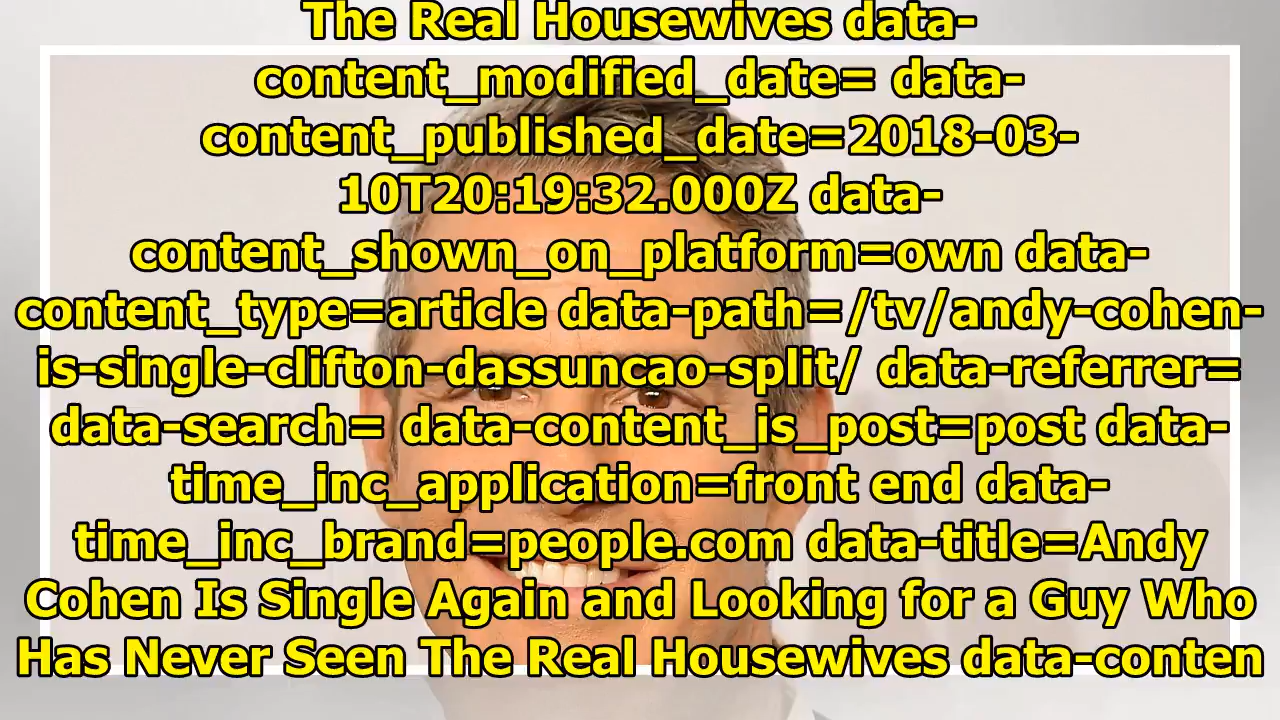 The Real Housewives data-
content_modified_date= data-
content_published_date=2018-03-
10T20:19:32.000Z data-
content_shown_on_platform=own data-
content_type=article data-path=/tv/andy-cohen-
is-single-clifton-dassuncao-split/ data-referrer=
data-search= data-content_is_post=post data-
time_inc_application=front end data-
time_inc_brand=people.com data-title=Andy
Cohen Is Single Again and Looking for a Guy Who
Has Never Seen The Real Housewives data-conten